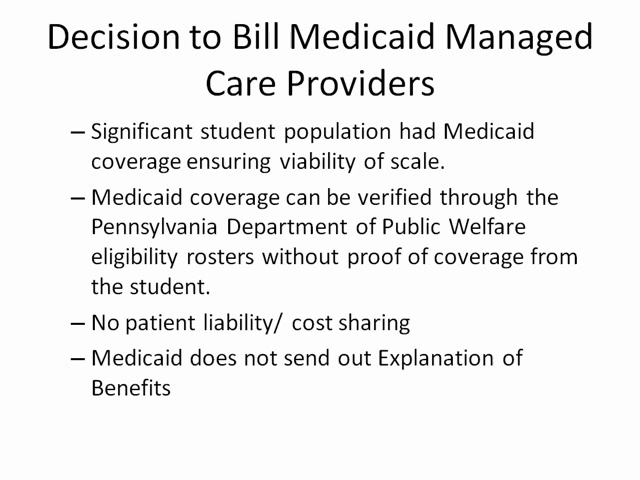 Decision to Bill Medicaid Managed
Care Providers
– Significant student population had Medicaid
coverage ensuring viability of scale.
– Medicaid coverage can be verified through the
Pennsylvania Department of Public Welfare
eligibility rosters without proof of coverage from
the student.
– No patient liability/ cost sharing
– Medicaid does not send out Explanation of
Benefits